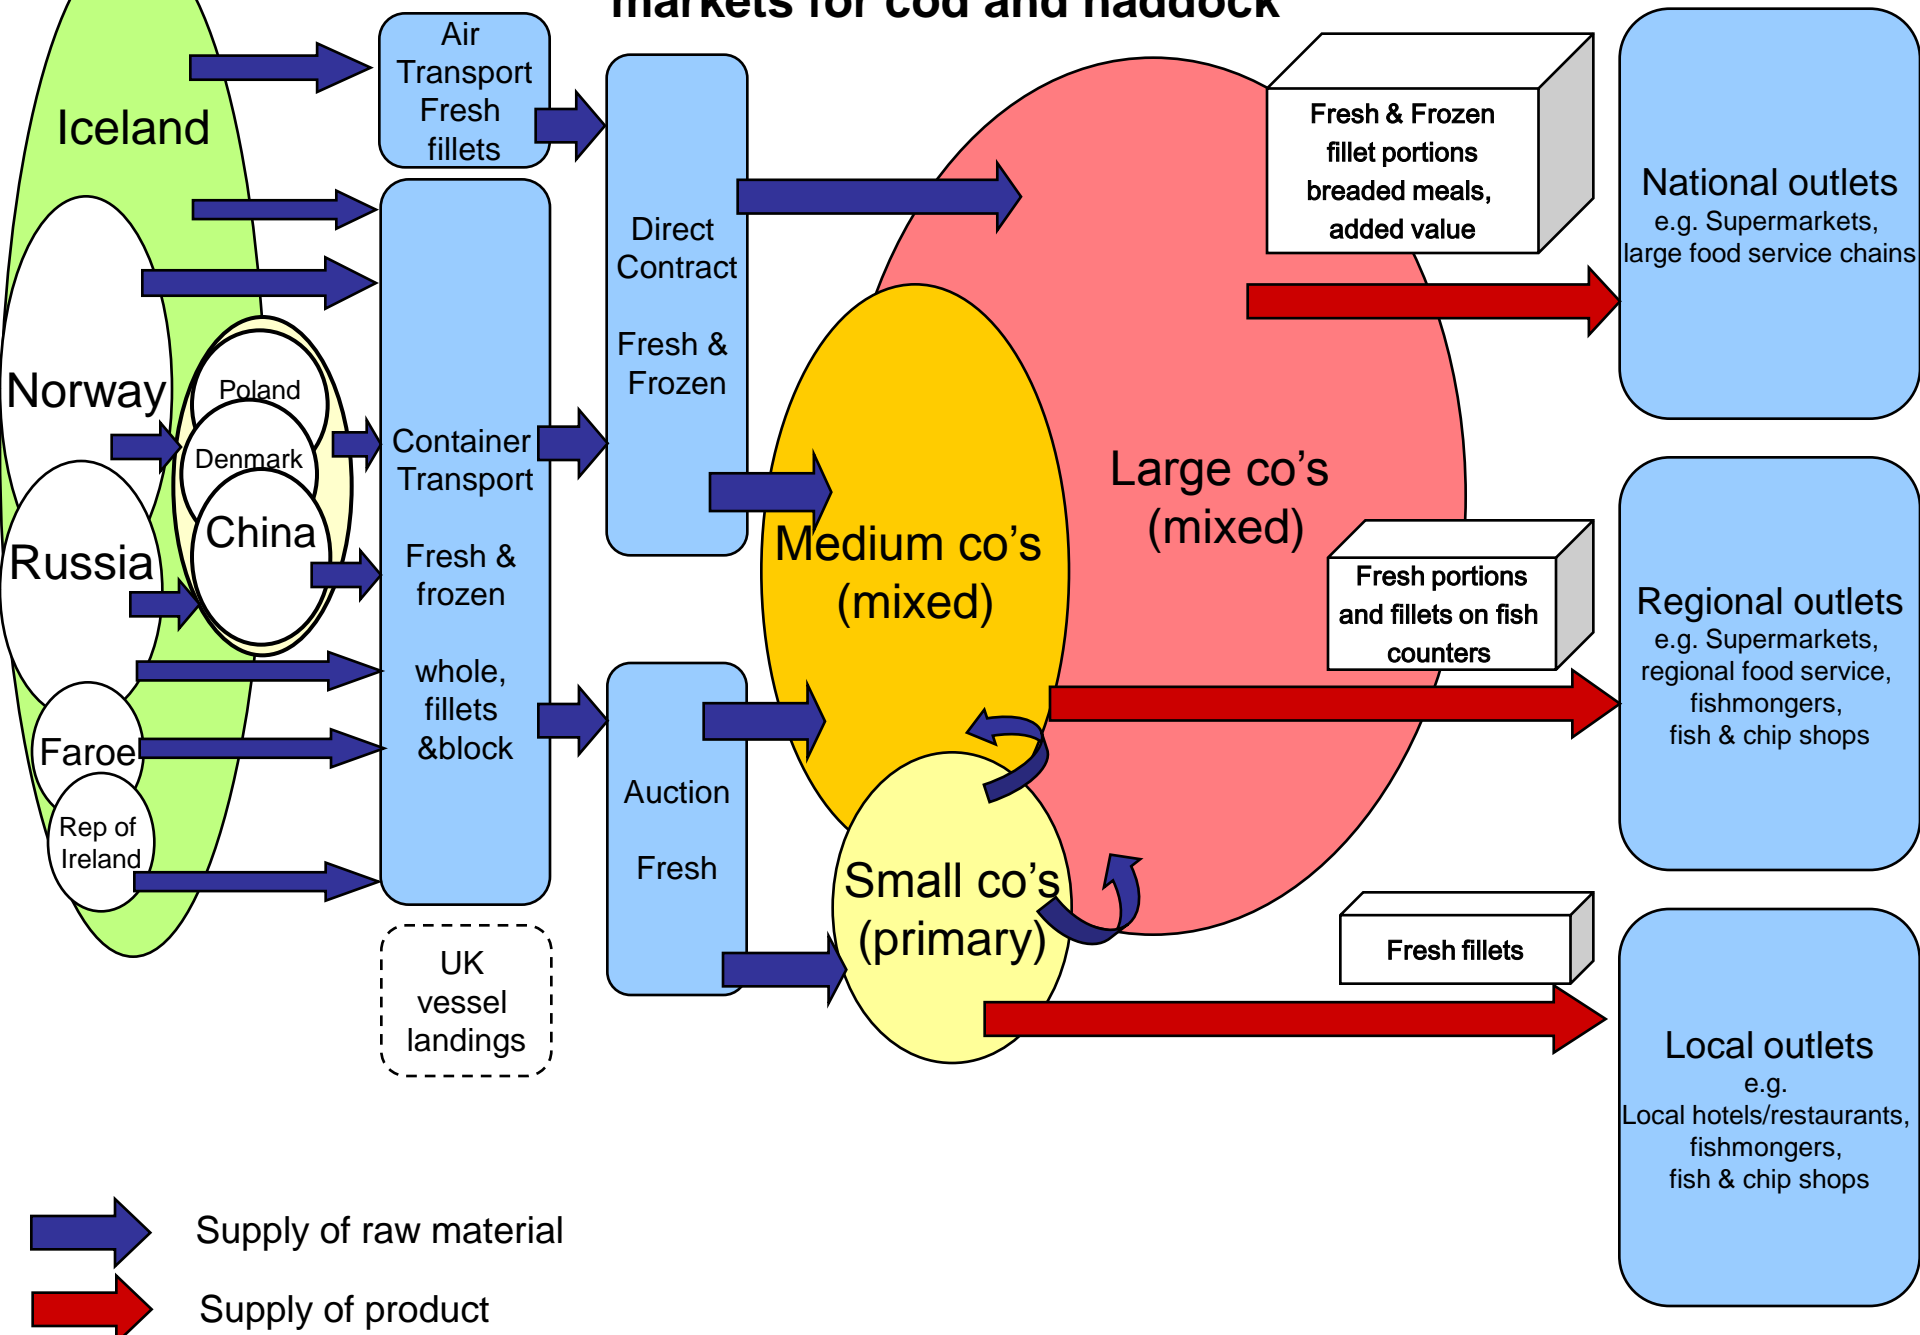 markets for cod and haddock
Iceland
Norway
Russia
Faroe
Rep of
Ireland
Poland
Denmark
China
Air
Transport
Fresh
fillets
Container
Transport
Fresh &
frozen
whole,
fillets
&block
UK
vessel
landings
Direct
Contract
Fresh &
Frozen
Auction
Fresh
Medium co's
(mixed)
Large co's
(mixed)
Small co's
(primary)
Fresh & Frozen
fillet portions
breaded meals,
added value
Fresh portions
and fillets on fish
counters
Fresh fillets
National outlets
e.g. Supermarkets,
large food service chains
Regional outlets
e.g. Supermarkets,
regional food service,
fishmongers,
fish & chip shops
Local outlets
e.g.
Local hotels/restaurants,
fishmongers,
fish & chip shops
Supply of raw material
Supply of product